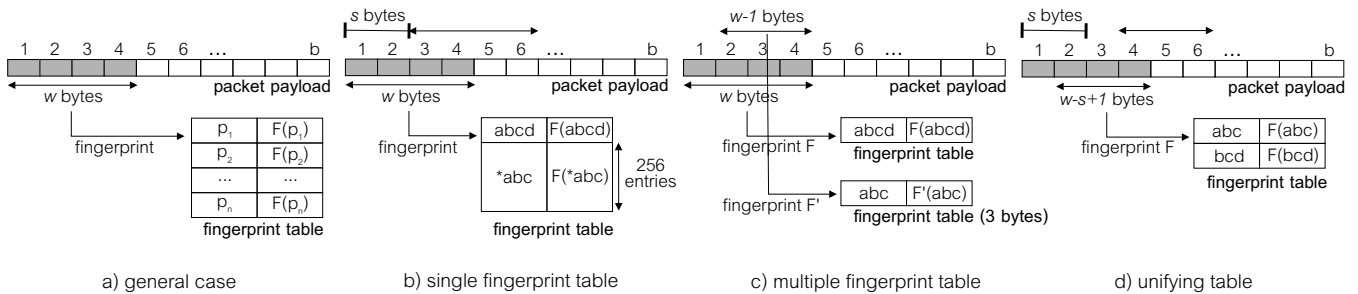 1 2 3 4 5 6 ... b
packet payload
w bytes
fingerprint
p1 F(p1)
p2 F(p2)
... ...
pn F(pn)
fingerprint table
a) general case
s bytes
1 2 3 4 5 6 ... b
packet payload
w bytes
fingerprint
abcd F(abcd)
*abc F(*abc)
256
entries
fingerprint table
b) single fingerprint table
w-1 bytes
1 2 3 4 5 6 ... b
packet payload
w bytes
fingerprint F
abcd F(abcd)
fingerprint table
fingerprint F'
abc F'(abc)
fingerprint table (3 bytes)
c) multiple fingerprint table
s bytes
1 2 3 4 5 6 ... b
packet payload
w-s+1 bytes
fingerprint F
abc F(abc)
bcd F(bcd)
fingerprint table
d) unifying table